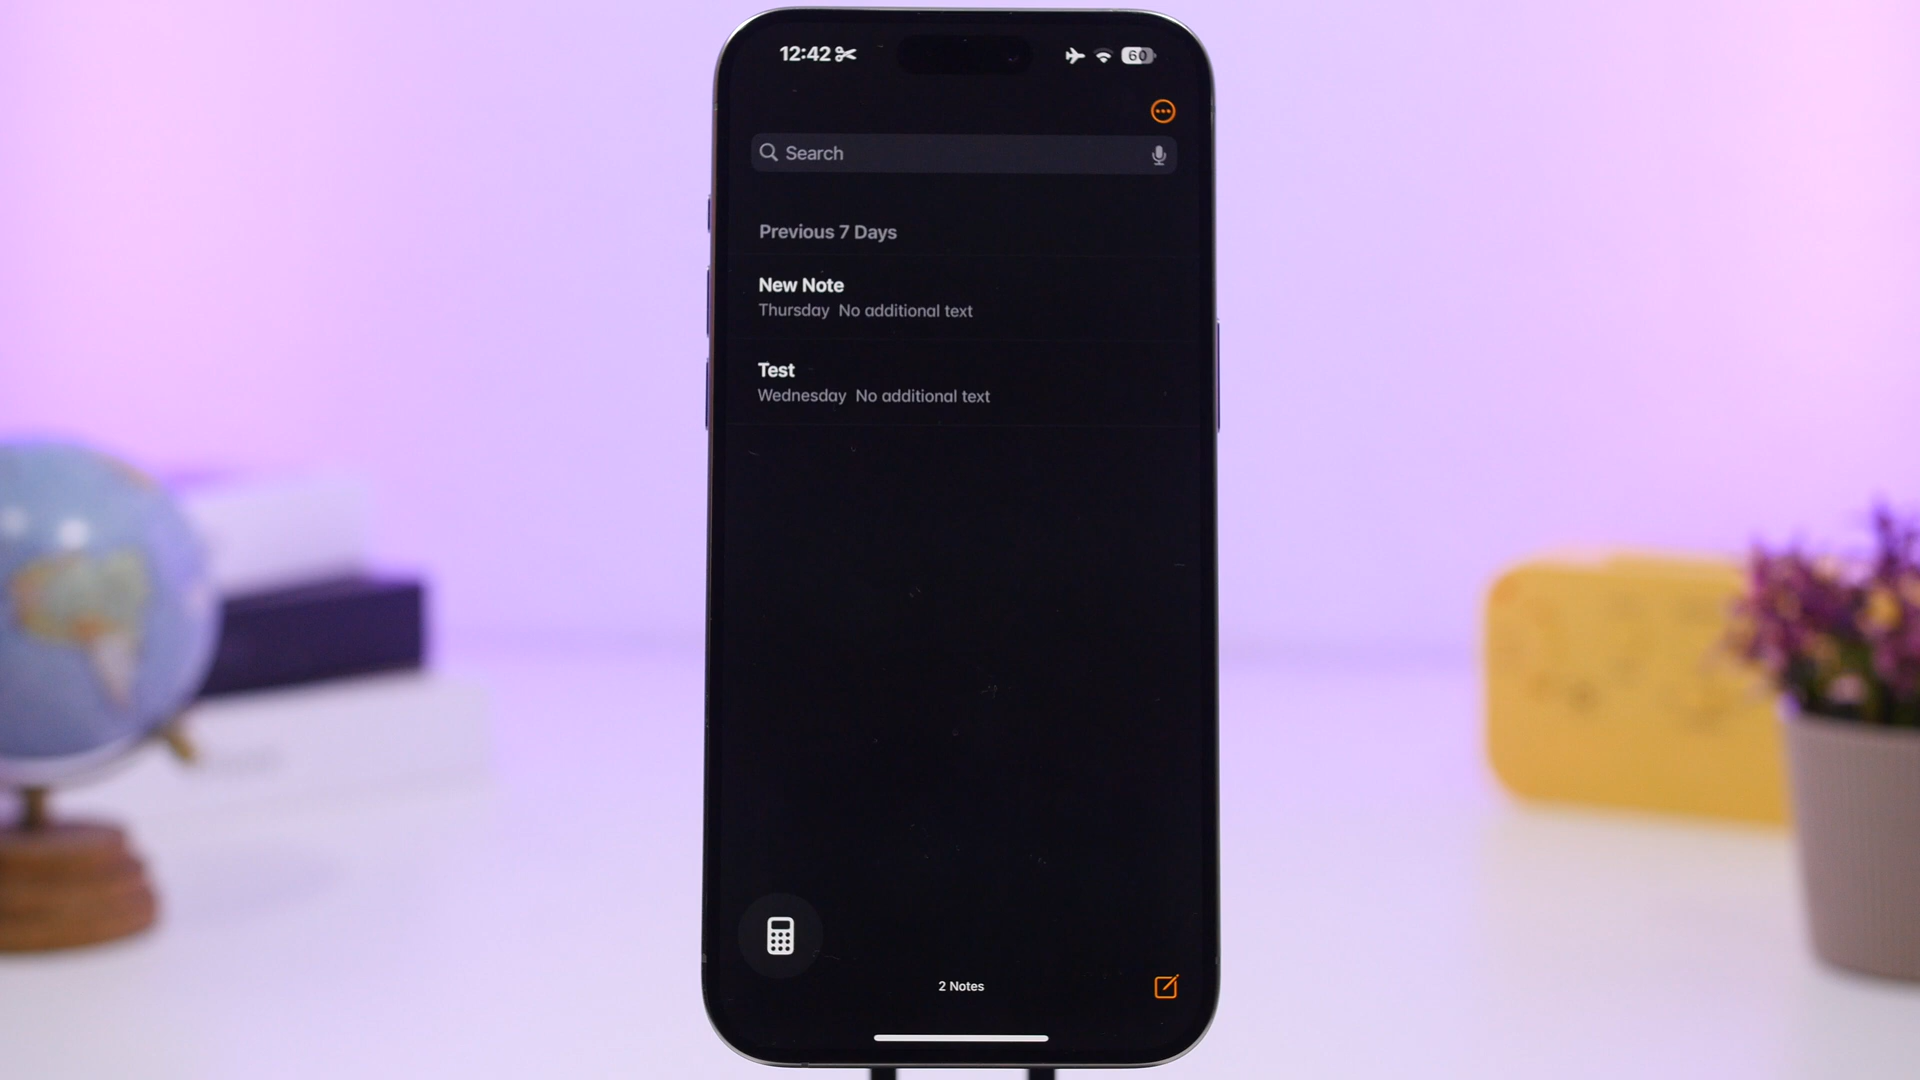 12:42
60
Search
Previous 7 Days
New Note
Thursday No additional text
Test
Wednesday No additional text
2 Notes